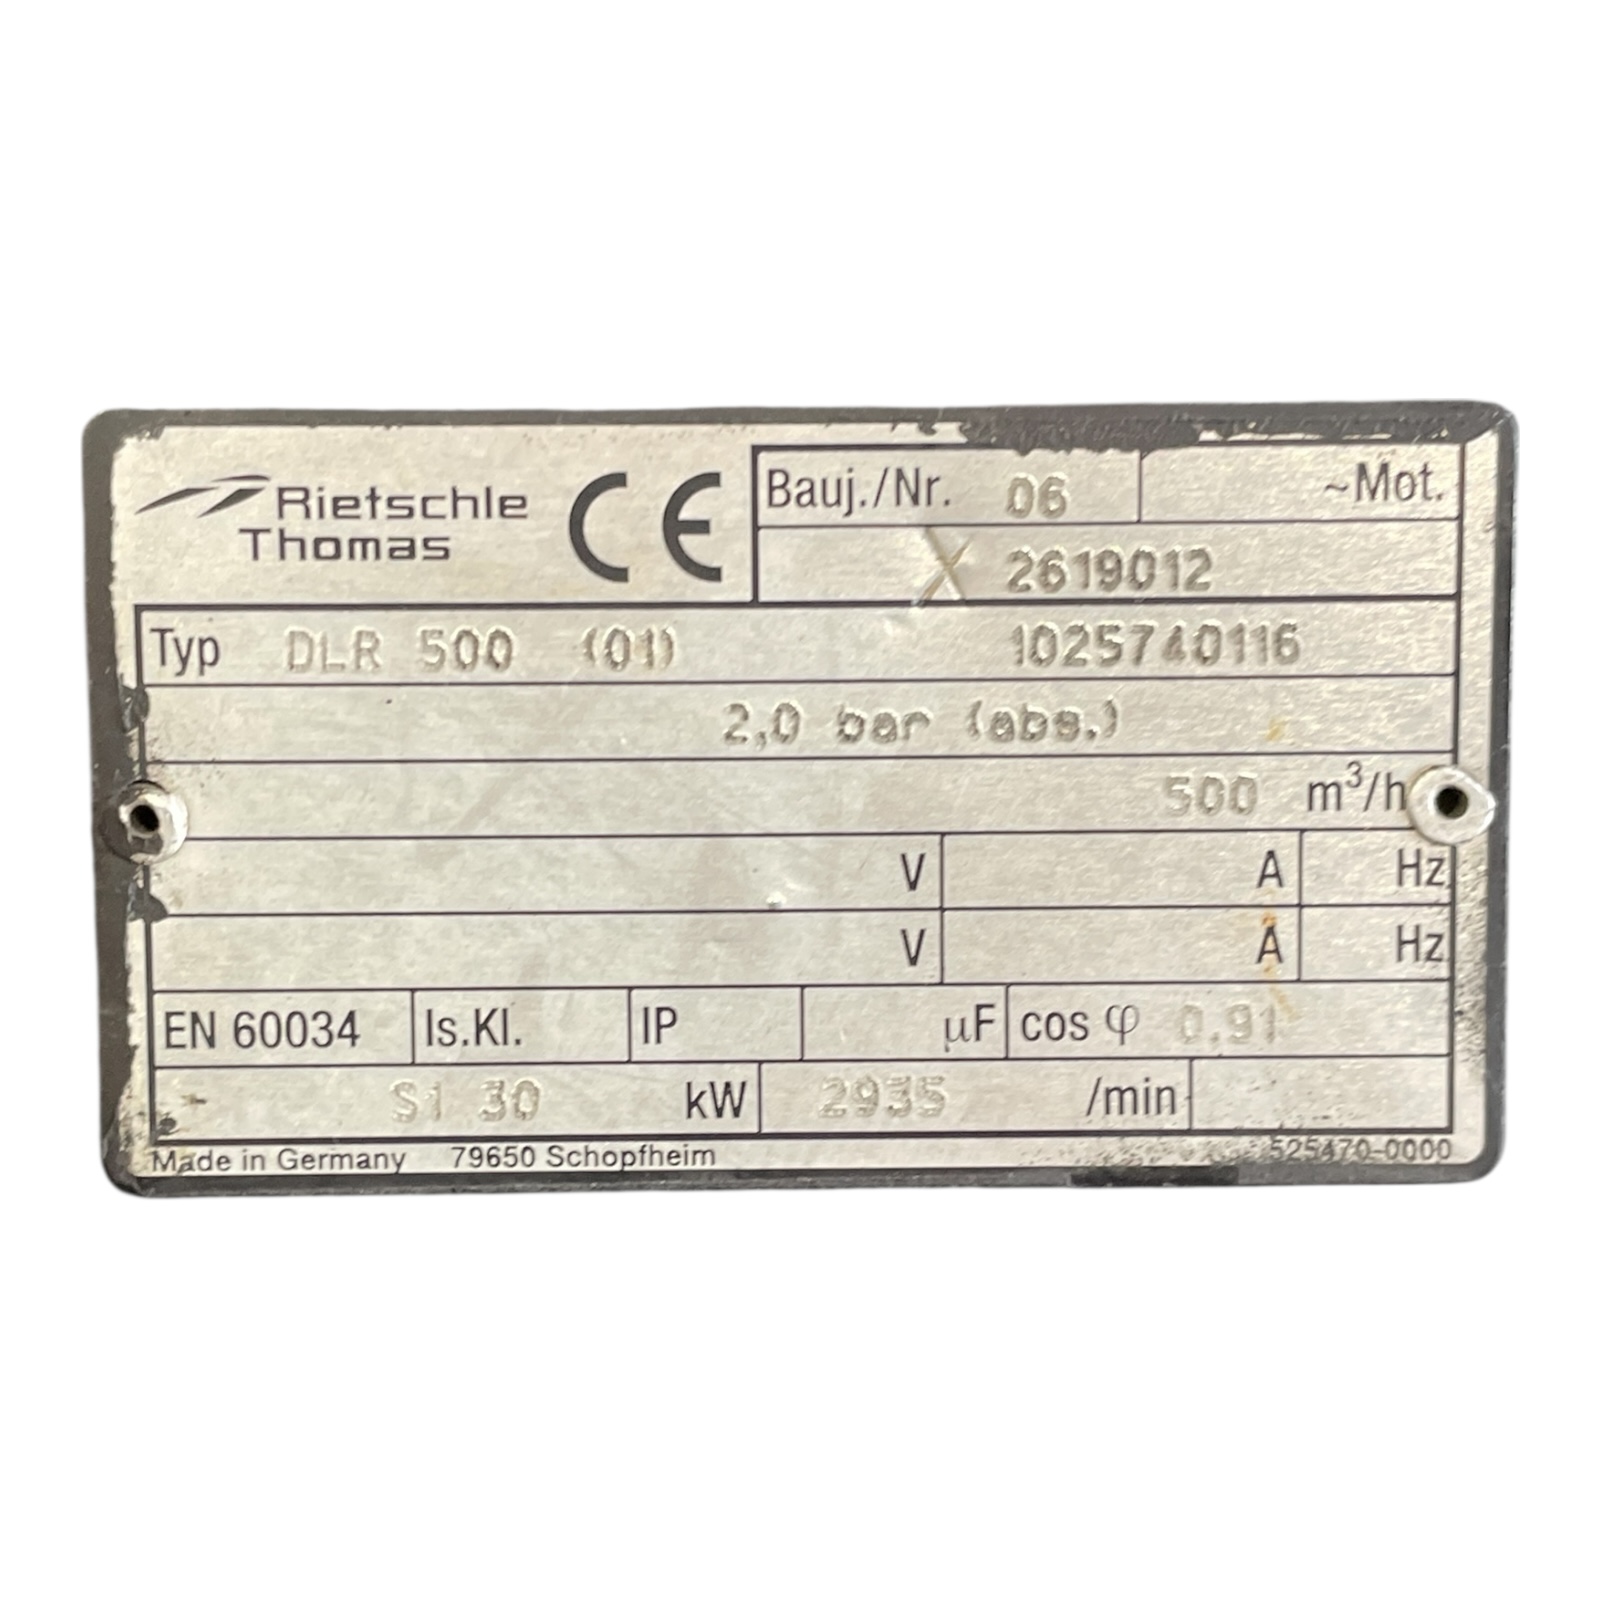 Rietschle
Thomas
CE
Bauj./Nr. 06 ~Mot.
X 2619012
Typ DLR 500 (01) 1025740116
2,0 bar (abs.)
500 m³/h
V A Hz
V A Hz
EN 60034 Is.Kl. IP µF cos φ 0.91
S1 30 kW 2935 /min
Made in Germany 79650 Schopfheim 525470-0000